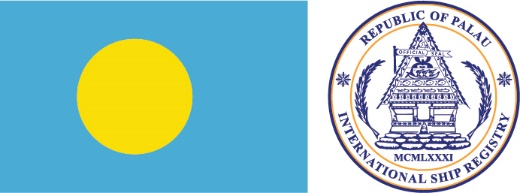 REPUBLIC OF PALAU
OFFICIAL SEAL
MCMLXXXI
INTERNATIONAL SHIP REGISTRY